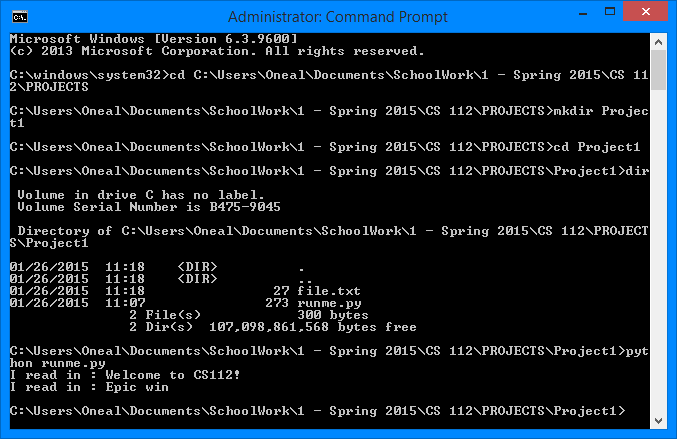 Administrator: Command Prompt
Microsoft Windows [Version 6.3.9600]
(c) 2013 Microsoft Corporation. All rights reserved.
C:\windows\system32>cd C:\Users\Oneal\Documents\SchoolWork\1 - Spring 2015\CS 11
2\PROJECTS
C:\Users\Oneal\Documents\SchoolWork\1 - Spring 2015\CS 112\PROJECTS>mkdir Projec
t1
C:\Users\Oneal\Documents\SchoolWork\1 - Spring 2015\CS 112\PROJECTS>cd Project1
C:\Users\Oneal\Documents\SchoolWork\1 - Spring 2015\CS 112\PROJECTS\Project1>dir
Volume in drive C has no label.
Volume Serial Number is B475-9045
Directory of C:\Users\Oneal\Documents\SchoolWork\1 - Spring 2015\CS 112\PROJECT
S\Project1
01/26/2015  11:18    <DIR>          .
01/26/2015  11:18    <DIR>          ..
01/26/2015  11:18                27 file.txt
01/26/2015  11:07               273 runme.py
2 File(s)            300 bytes
2 Dir(s)  107,098,861,568 bytes free
C:\Users\Oneal\Documents\SchoolWork\1 - Spring 2015\CS 112\PROJECTS\Project1>pyt
hon runme.py
I read in : Welcome to CS112!
I read in : Epic win
C:\Users\Oneal\Documents\SchoolWork\1 - Spring 2015\CS 112\PROJECTS\Project1>